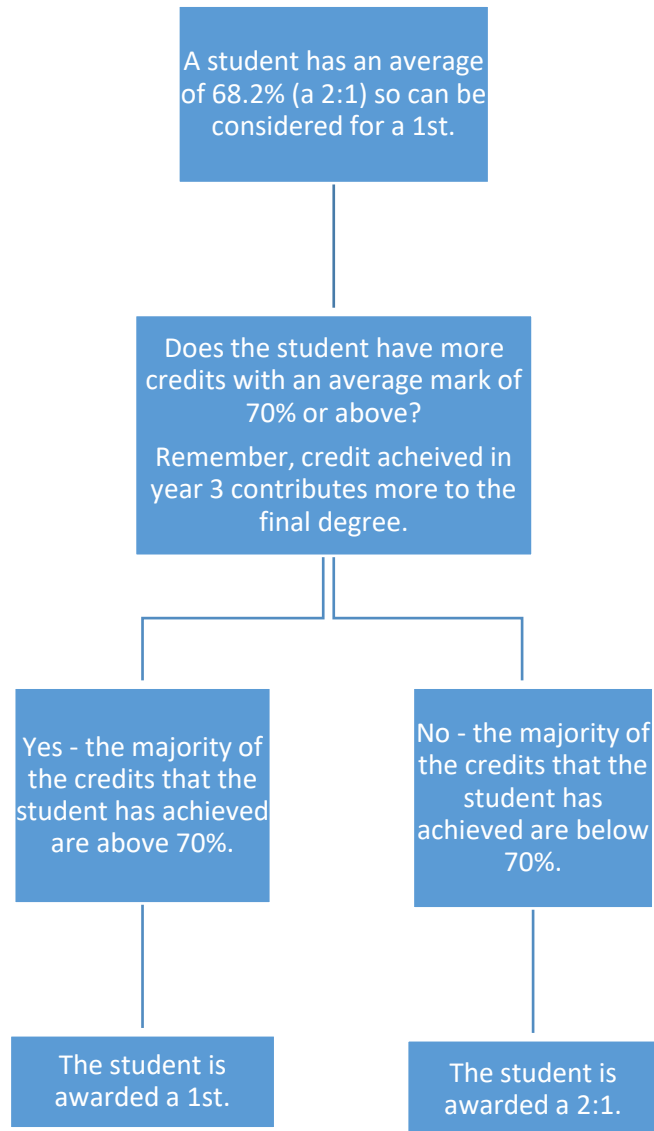 A student has an average
of 68.2% (a 2:1) so can be
considered for a 1st.
Does the student have more
credits with an average mark of
70% or above?
Remember, credit acheived in
year 3 contributes more to the
final degree.
Yes - the majority of
the credits that the
student has achieved
are above 70%.
No - the majority of
the credits that the
student has
achieved are below
70%.
The student is
awarded a 1st.
The student is
awarded a 2:1.